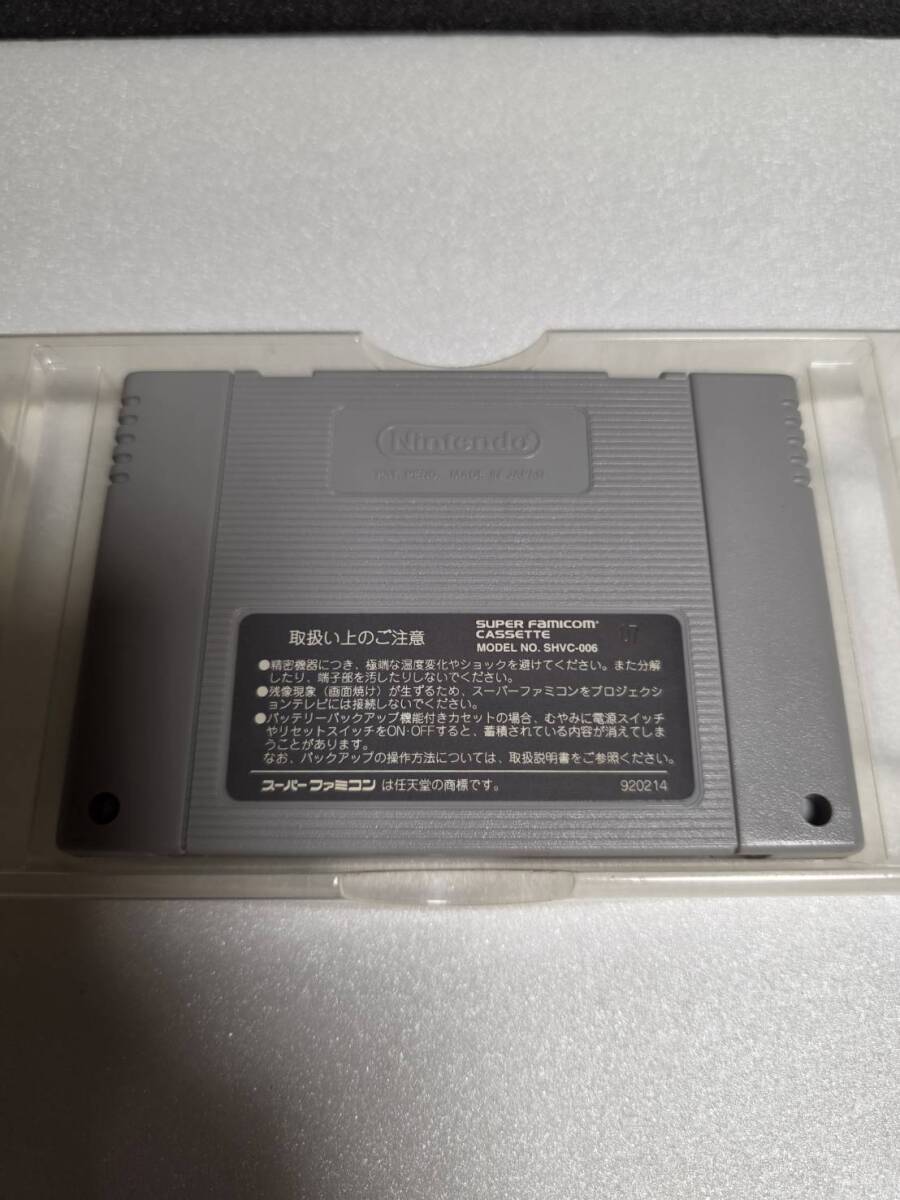 Nintendo
PAT. PEND. MADE IN JAPAN
取扱い上のご注意
SUPER FAMICOM
CASSETTE
MODEL NO. SHVC-006
17
●精密機器につき、極端な温度変化やショックを避けてください。また分解
したり、端子部を汚したりしないでください。
●残像現象（画面焼け）が生ずるため、スーパーファミコンをプロジェクシ
ョンテレビには接続しないでください。
●バッテリーバックアップ機能付きカセットの場合、むやみに電源スイッチ
やリセットスイッチをON・OFFすると、蓄積されている内容が消えてしま
うことがあります。
なお、バックアップの操作方法については、取扱説明書をご参照ください。
スーパーファミコン は任天堂の商標です。
920214